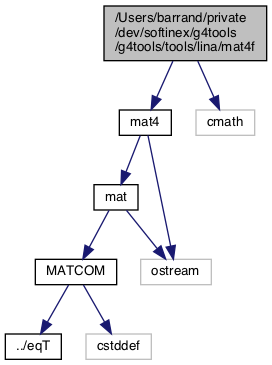 /Users/barrand/private
/dev/softinex/g4tools
/g4tools/tools/lina/mat4f
mat4
cmath
mat
MATCOM
ostream
../eqT
cstddef